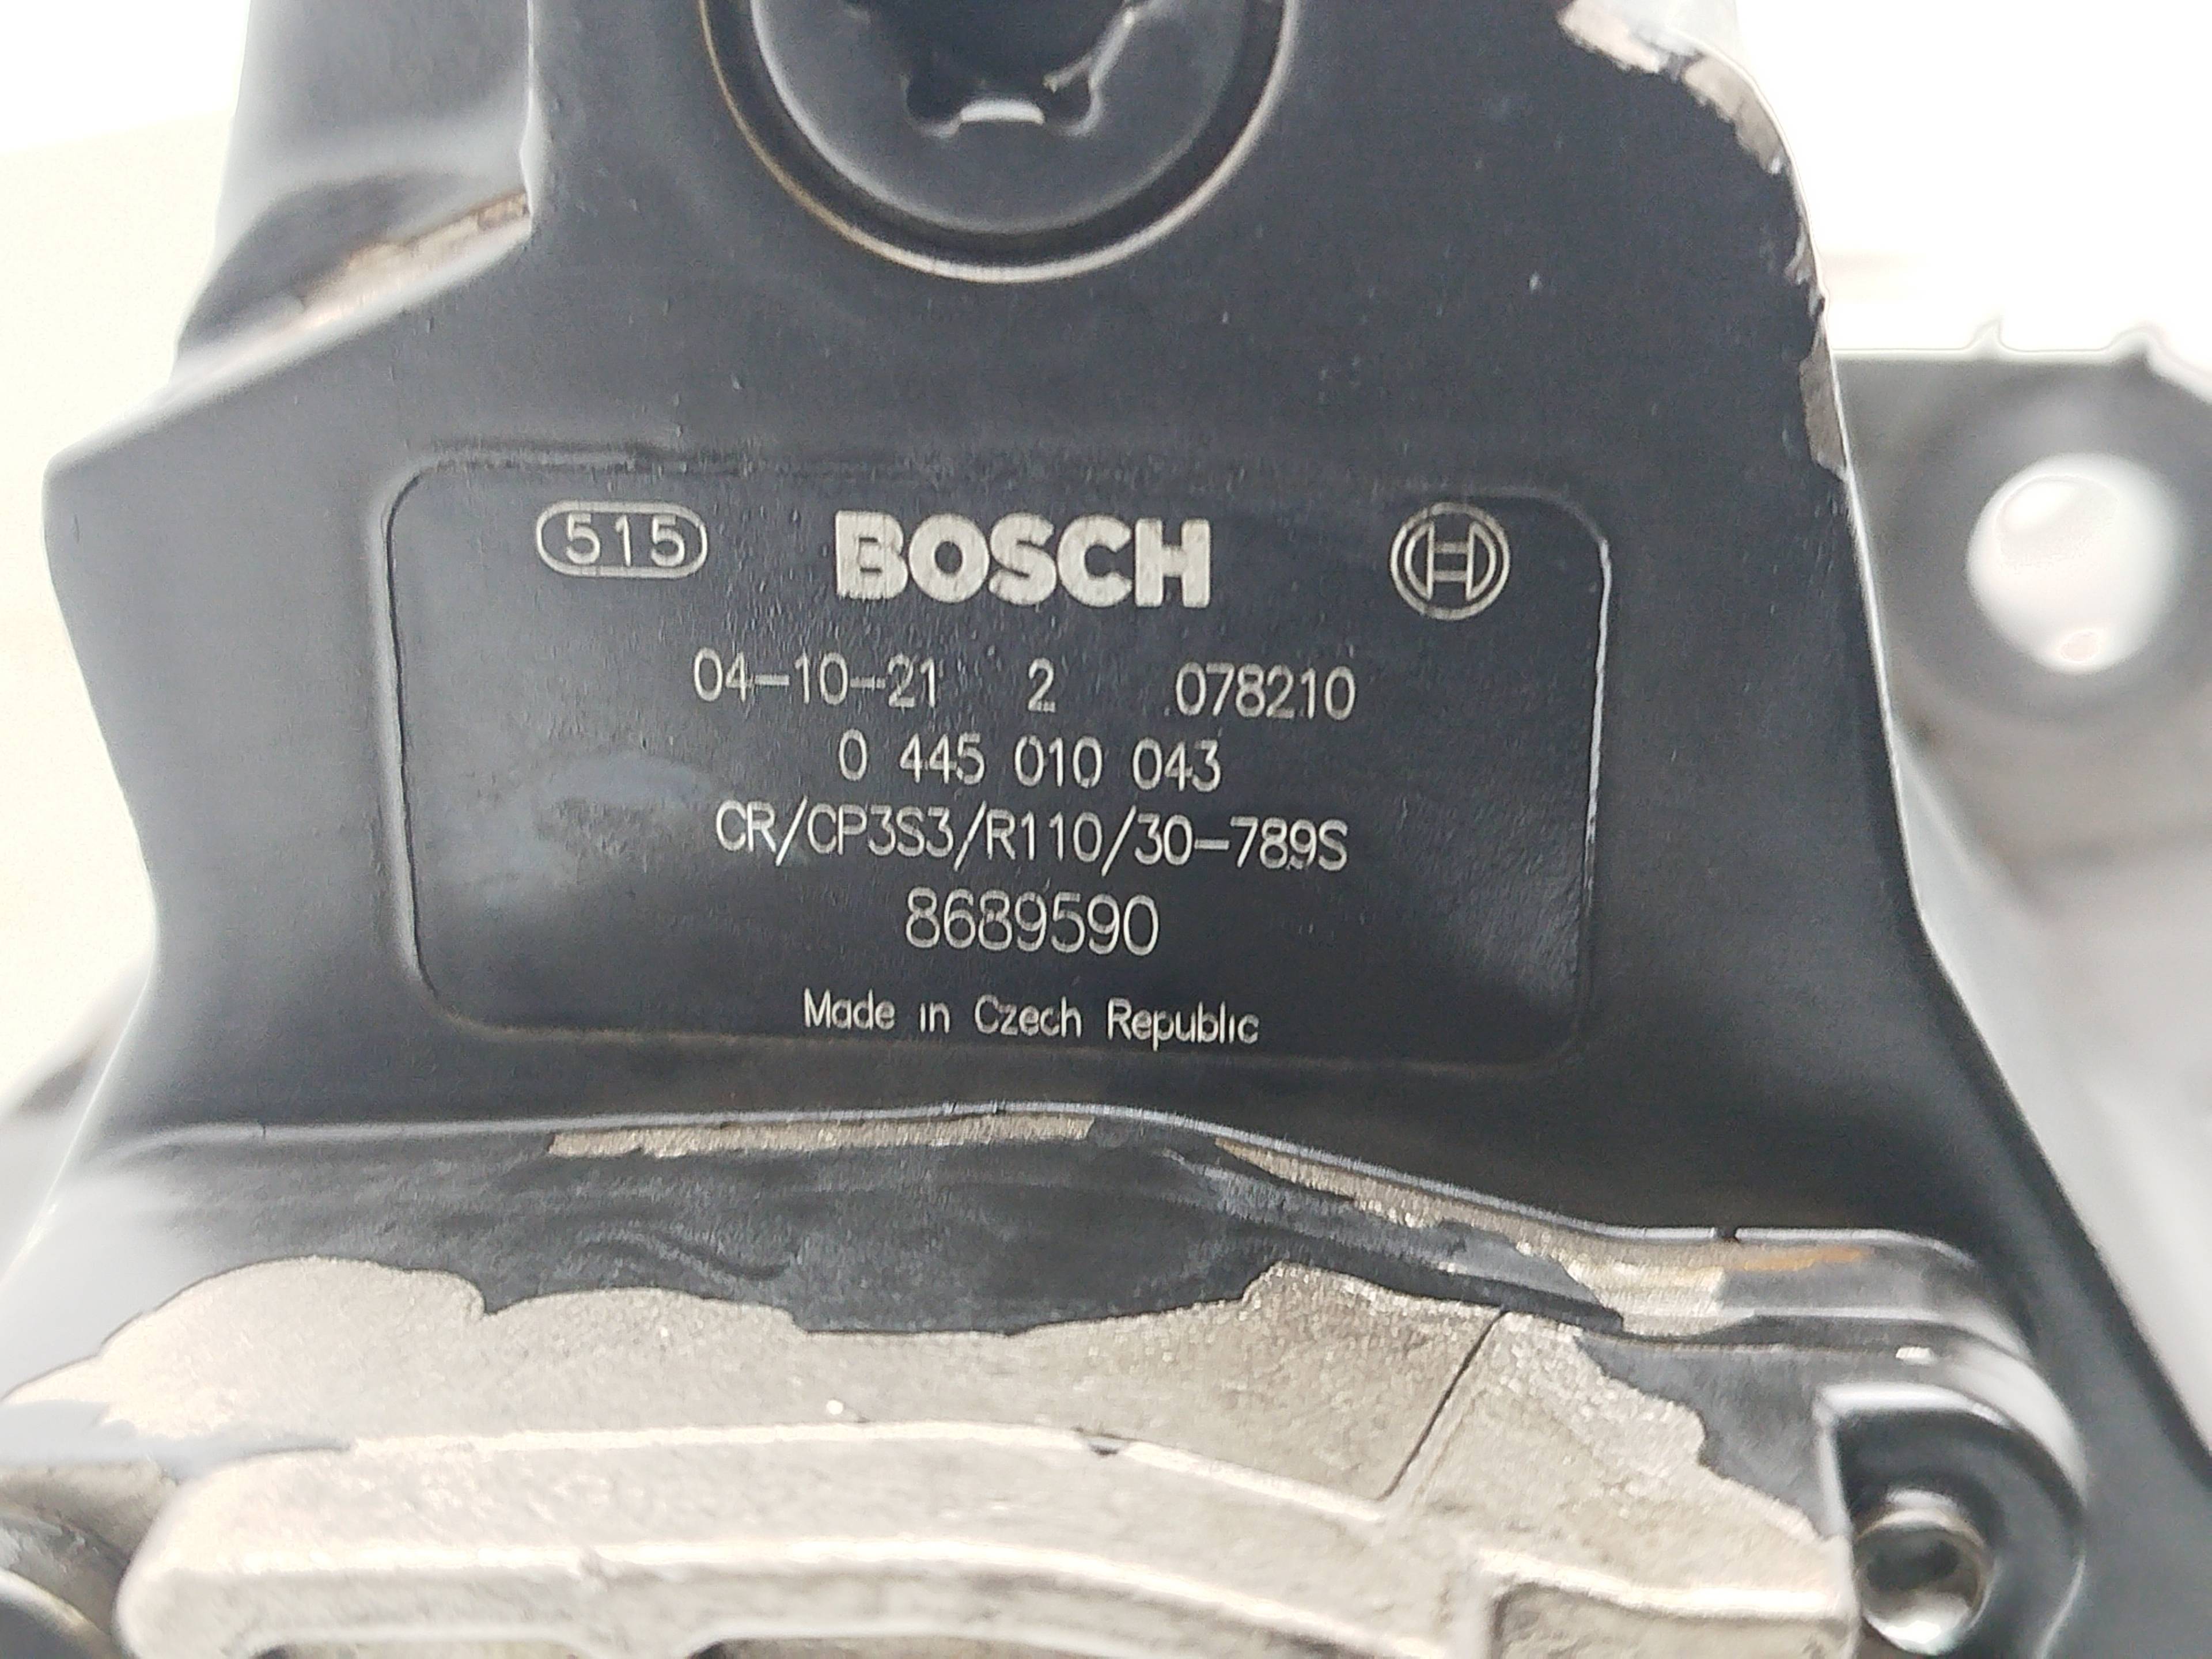 515 BOSCH
04-10-21 2 078210
0 445 010 043
CR/CP3S3/R110/30-789S
8689590
Made in Czech Republic